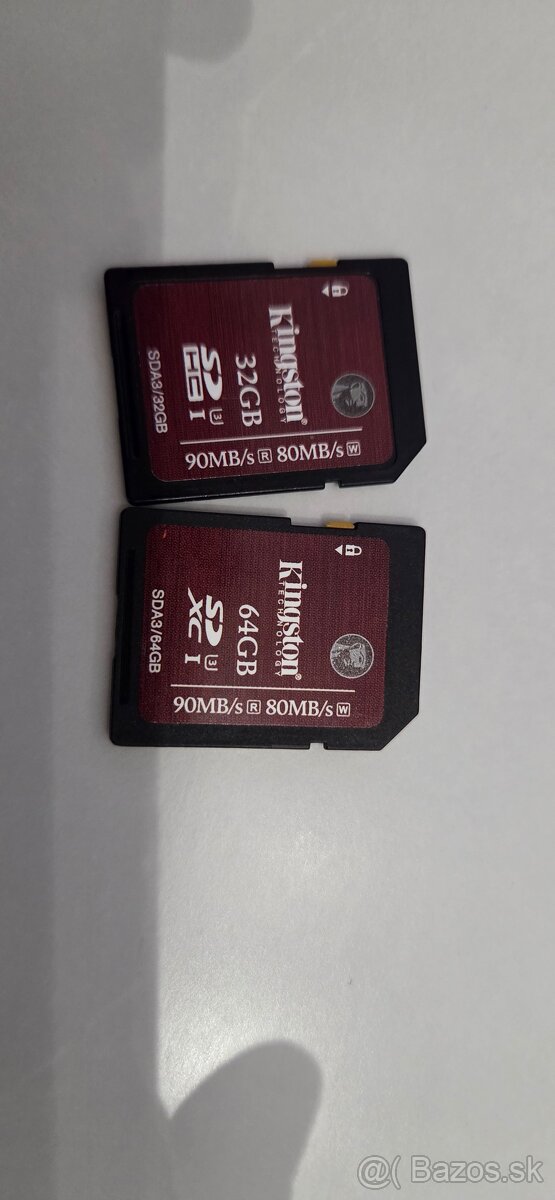 Kingston®
TECHNOLOGY
32GB
SD HC I U3
90MB/s R 80MB/s W
SDA3/32GB
Kingston®
TECHNOLOGY
64GB
SD XC I U3
90MB/s R 80MB/s W
SDA3/64GB
@( Bazos.sk